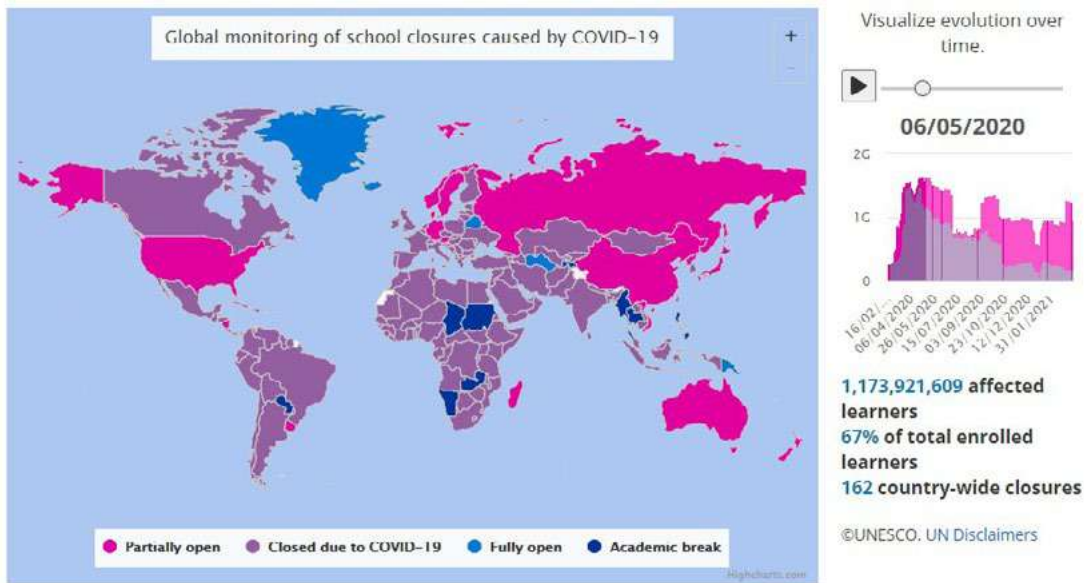 Global monitoring of school closures caused by COVID-19
+
-
Partially open
Closed due to COVID-19
Fully open
Academic break
Highcharts.com
Visualize evolution over
time.
06/05/2020
2G
1G
0
16/02/...
06/04/2020
26/05/2020
15/07/2020
03/09/2020
23/10/2020
12/12/2020
31/01/2021
1,173,921,609 affected
learners
67% of total enrolled
learners
162 country-wide closures
©UNESCO. UN Disclaimers